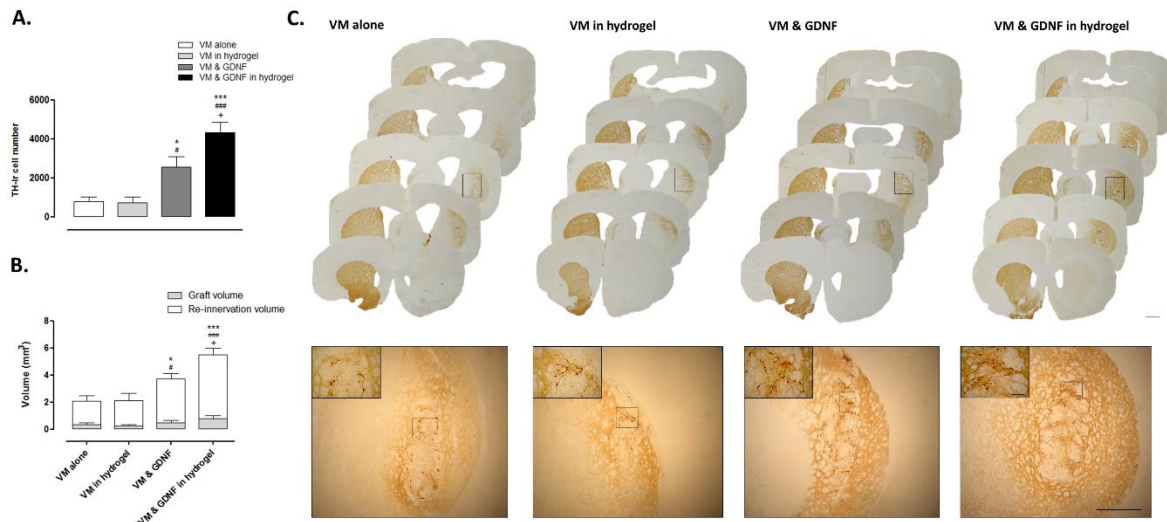 A.
VM alone
VM in hydrogel
VM & GDNF
VM & GDNF in hydrogel
TH-ir cell number
6000
4000
2000
0
*
#
***
###
+
B.
Graft volume
Re-innervation volume
Volume (mm³)
8
6
4
2
0
*
#
***
###
+
VM alone
VM in hydrogel
VM & GDNF
VM & GDNF in hydrogel
C.
VM alone
VM in hydrogel
VM & GDNF
VM & GDNF in hydrogel